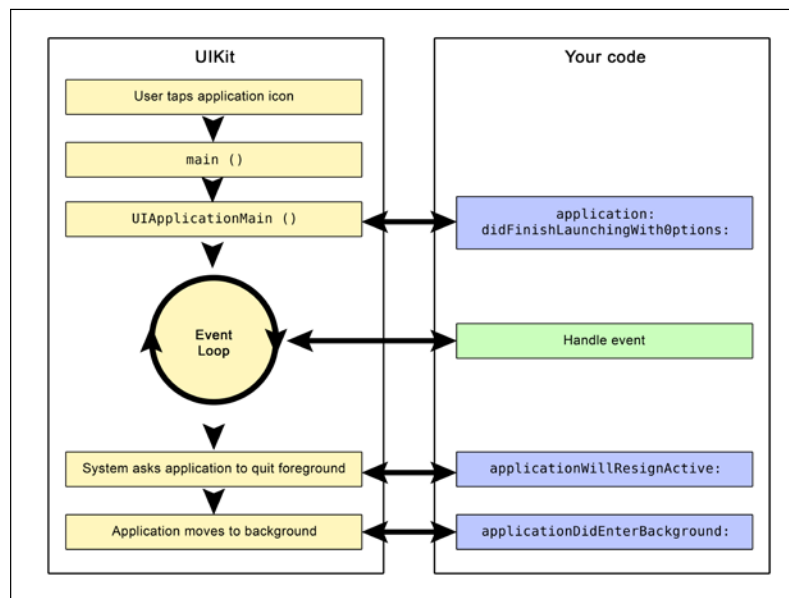 UIKit
User taps application icon
main ()
UIApplicationMain ()
Event
Loop
System asks application to quit foreground
Application moves to background
Your code
application:
didFinishLaunchingWithOptions:
Handle event
applicationWillResignActive:
applicationDidEnterBackground: